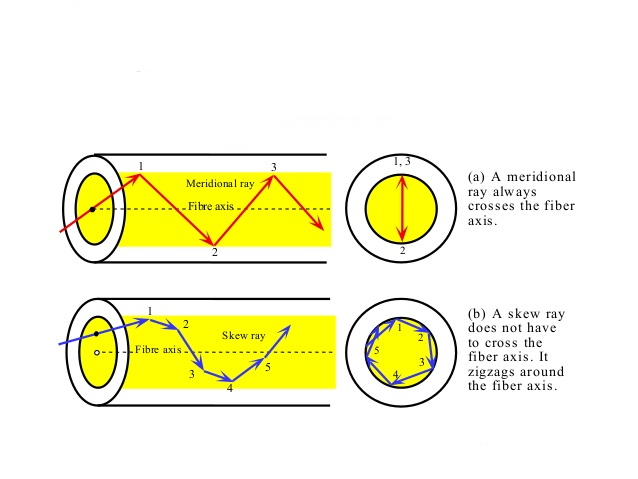 1
3
1, 3
Meridional ray
Fibre axis
2
2
(a) A meridional
ray always
crosses the fiber
axis.
1
2
Skew ray
Fibre axis
3
4
5
1
2
3
4
5
(b) A skew ray
does not have
to cross the
fiber axis. It
zigzags around
the fiber axis.